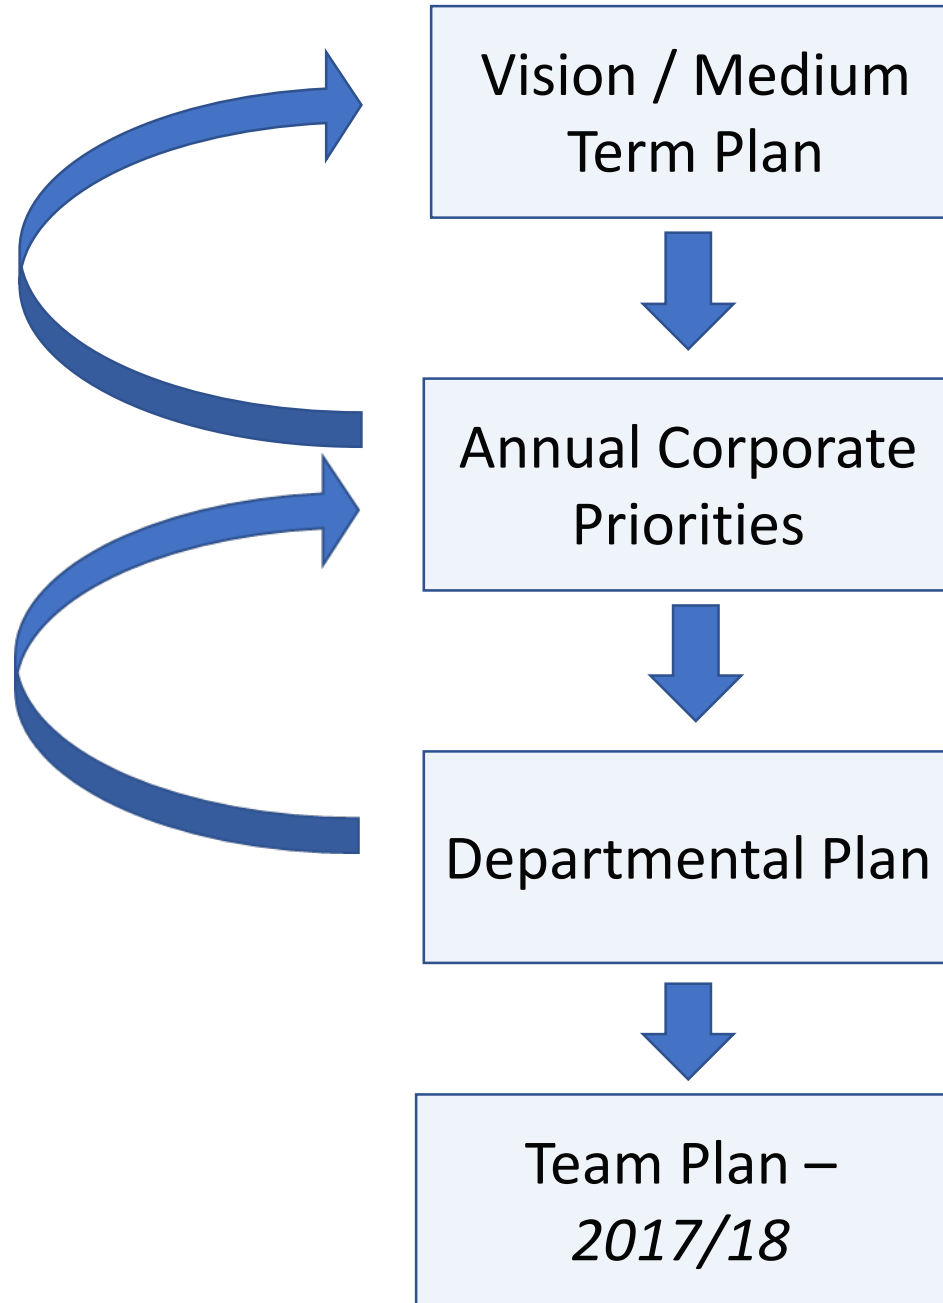 Vision / Medium
Term Plan
Annual Corporate
Priorities
Departmental Plan
Team Plan –
2017/18